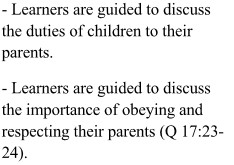 - Learners are guided to discuss
the duties of children to their
parents.
- Learners are guided to discuss
the importance of obeying and
respecting their parents (Q 17:23-
24).